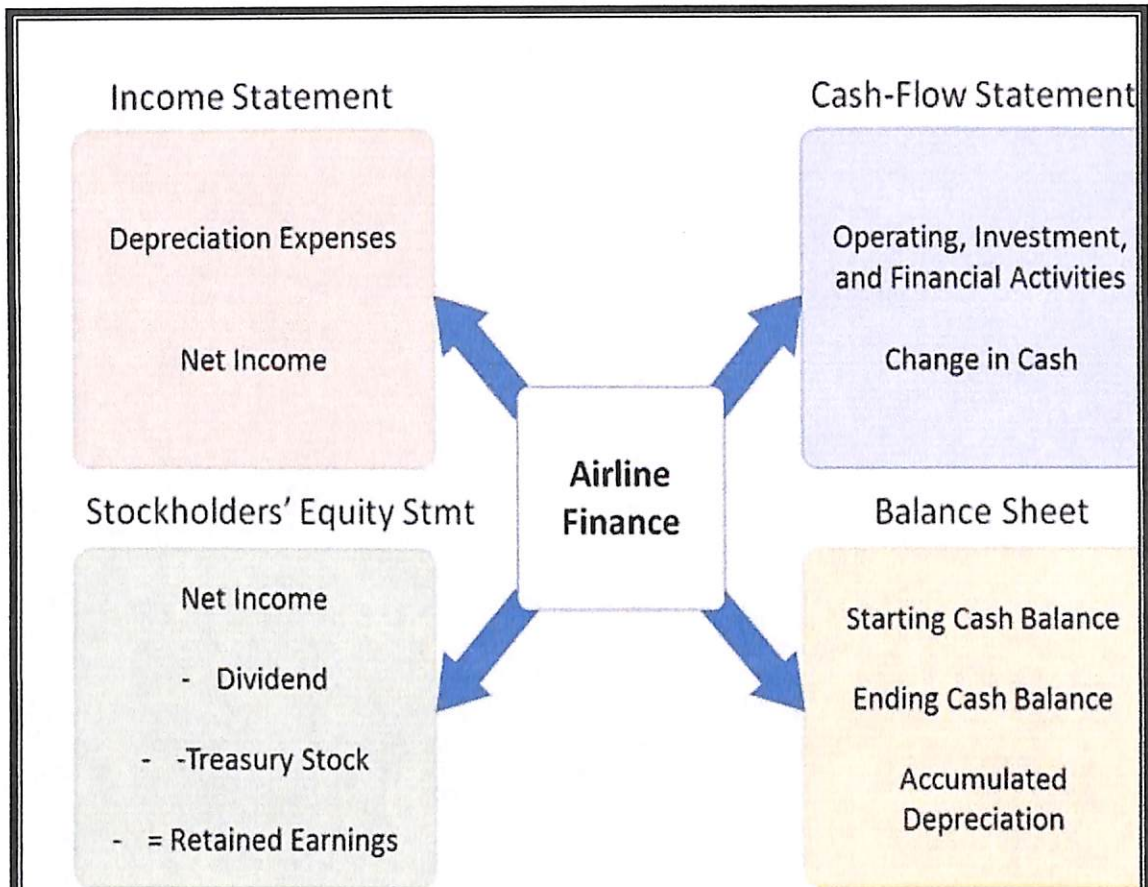 Income Statement
Depreciation Expenses
Net Income
Cash-Flow Statement
Operating, Investment,
and Financial Activities
Change in Cash
Airline
Finance
Stockholders' Equity Stmt
Net Income
- Dividend
- -Treasury Stock
- = Retained Earnings
Balance Sheet
Starting Cash Balance
Ending Cash Balance
Accumulated
Depreciation